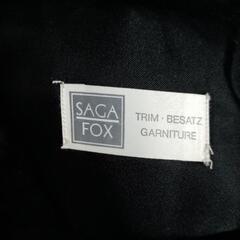 SAGA
FOX
TRIM · BESATZ
GARNITURE